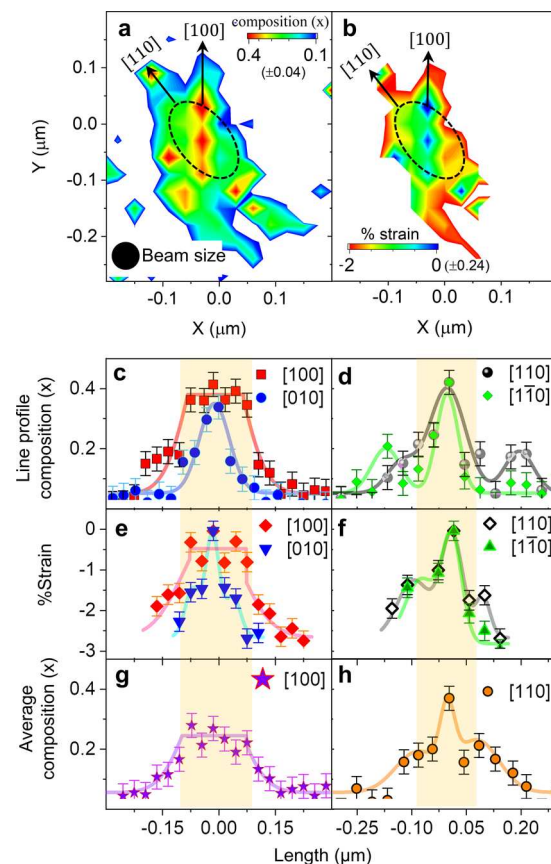 a [100] composition (x)
[110] 0.4 0.1
(±0.04)
b [100]
[110]
Y (μm)
0.1
0.0
-0.1
-0.2
Beam size
% strain
-2 0 (±0.24)
-0.1 0.0 0.1
-0.1 0.0 0.1
X (μm)
X (μm)
Line profile composition (x)
0.4
0.2
c [100]
[010]
d [110]
[11̅0]
%Strain
0
-1
-2
-3
e [100]
[010]
f [110]
[11̅0]
Average composition (x)
0.4
0.2
g [100]
h [110]
-0.15 0.00 0.15
-0.25 -0.10 0.05 0.20
Length (μm)